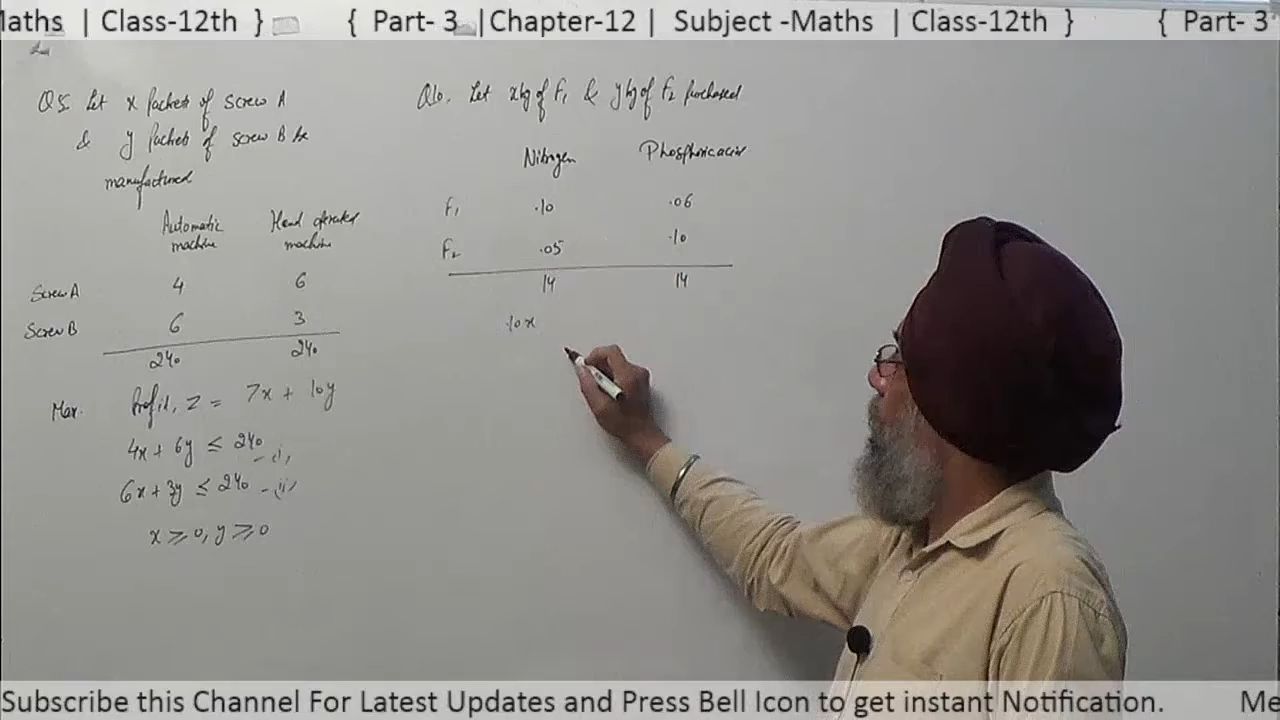 Maths | Class-12th } { Part- 3 |Chapter-12 | Subject -Maths | Class-12th } { Part- 3
Q5. Let x Packets of Screw A
& y Packets of screw B be
manufactured
Automatic machine Hand operated machine
Screw A 4 6
Screw B 6 3
240 240
Max. Profit, Z = 7x + 10y
4x + 6y ≤ 240 -(i)
6x + 3y ≤ 240 -(ii)
x ≥ 0, y ≥ 0
Q10. Let x kg of F₁ & y kg of F₂ purchased
Nitrogen Phosphoric acid
F₁ .10 .06
F₂ .05 .10
14 14
.10x
Subscribe this Channel For Latest Updates and Press Bell Icon to get instant Notification. Me